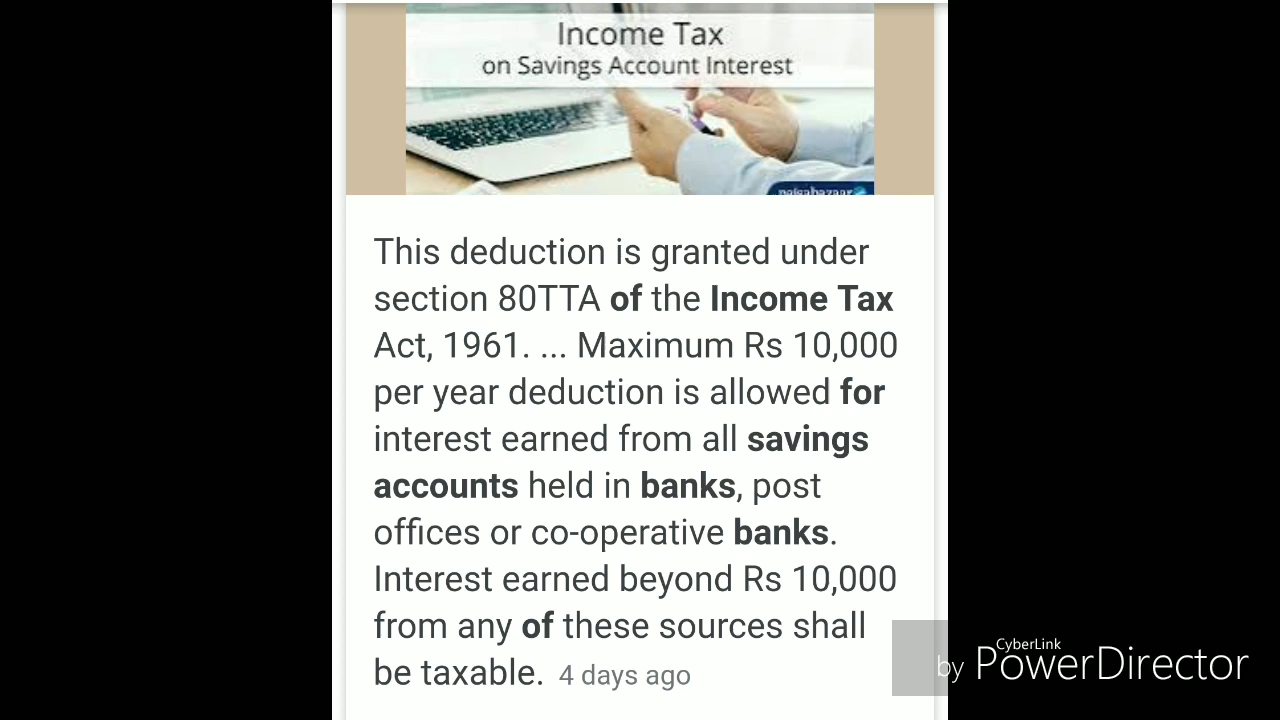 Income Tax
on Savings Account Interest
paisabazaar
This deduction is granted under
section 80TTA of the Income Tax
Act, 1961. ... Maximum Rs 10,000
per year deduction is allowed for
interest earned from all savings
accounts held in banks, post
offices or co-operative banks.
Interest earned beyond Rs 10,000
from any of these sources shall
be taxable. 4 days ago
CyberLink
by PowerDirector